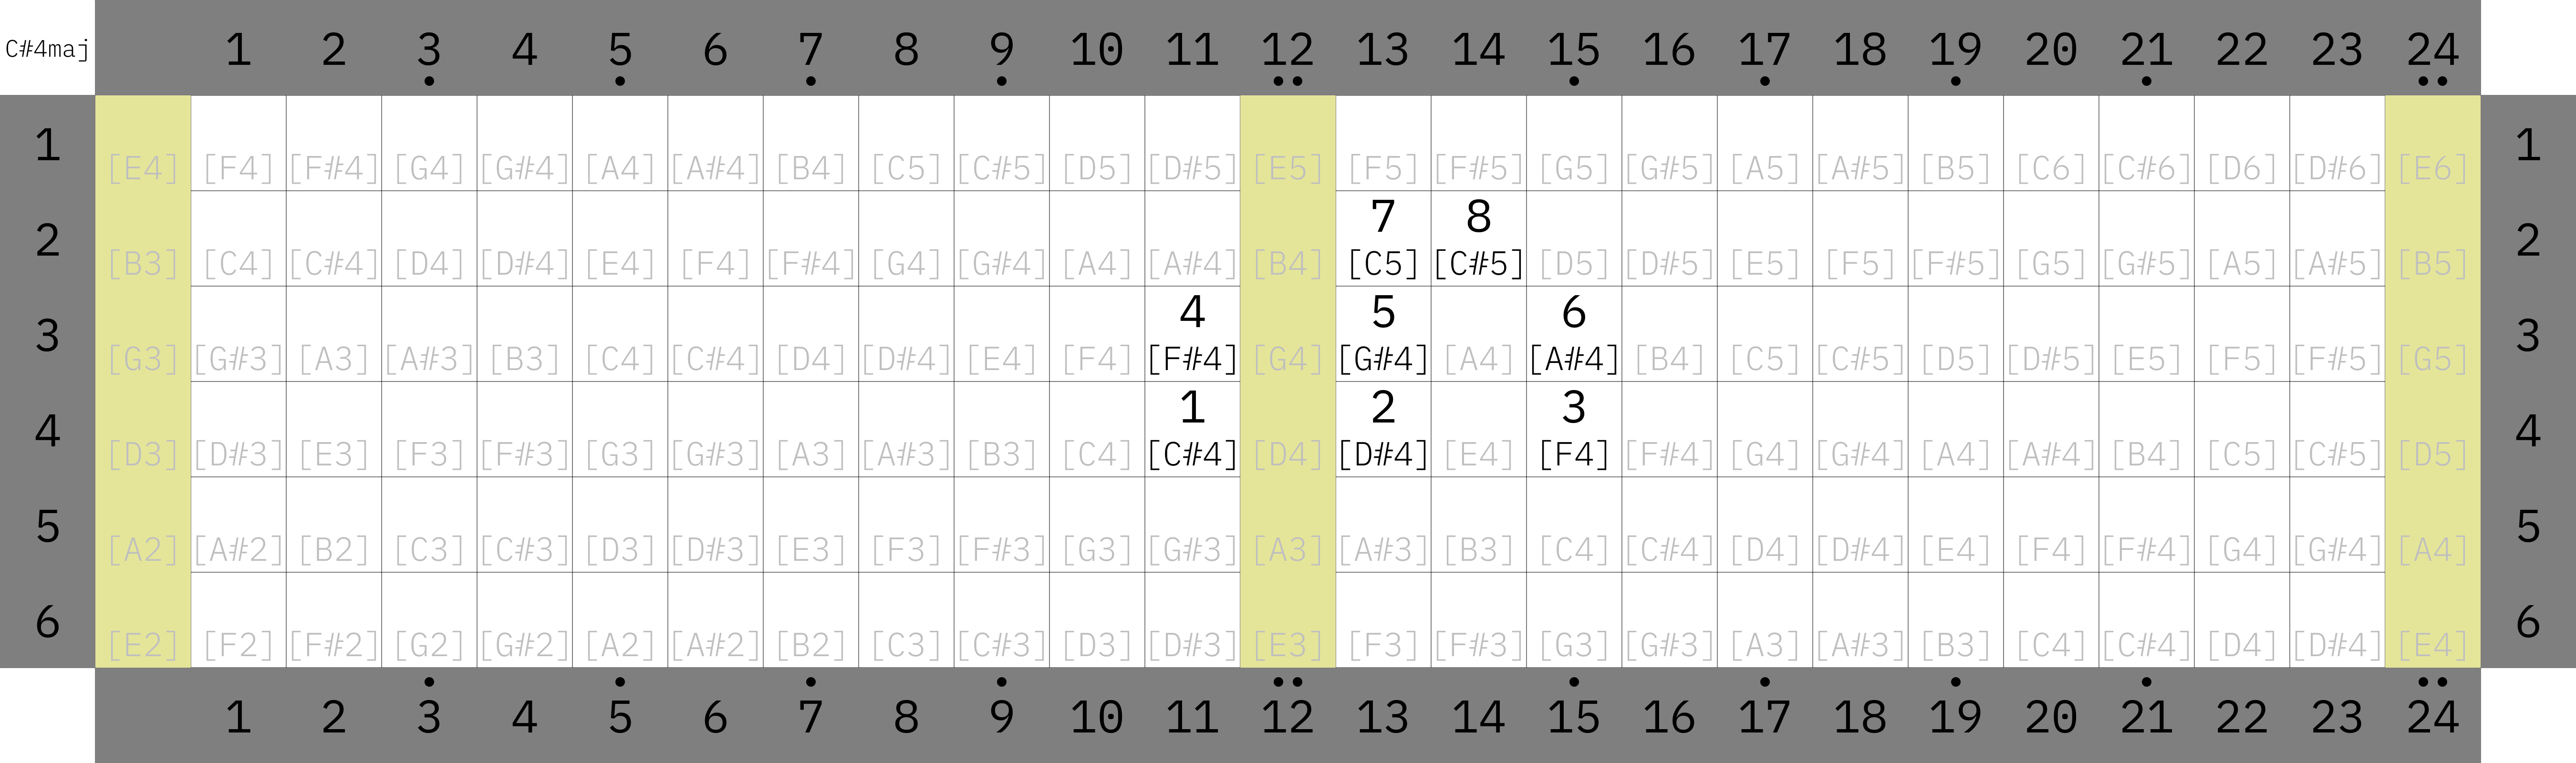 C#4maj 1 2 3 4 5 6 7 8 9 10 11 12 13 14 15 16 17 18 19 20 21 22 23 24
1 1
[E4] [F4] [F#4] [G4] [G#4] [A4] [A#4] [B4] [C5] [C#5] [D5] [D#5] [E5] [F5] [F#5] [G5] [G#5] [A5] [A#5] [B5] [C6] [C#6] [D6] [D#6] [E6]
2 7 8 2
[B3] [C4] [C#4] [D4] [D#4] [E4] [F4] [F#4] [G4] [G#4] [A4] [A#4] [B4] [C5] [C#5] [D5] [D#5] [E5] [F5] [F#5] [G5] [G#5] [A5] [A#5] [B5]
3 4 5 6 3
[G3] [G#3] [A3] [A#3] [B3] [C4] [C#4] [D4] [D#4] [E4] [F4] [F#4] [G4] [G#4] [A4] [A#4] [B4] [C5] [C#5] [D5] [D#5] [E5] [F5] [F#5] [G5]
4 1 2 3 4
[D3] [D#3] [E3] [F3] [F#3] [G3] [G#3] [A3] [A#3] [B3] [C4] [C#4] [D4] [D#4] [E4] [F4] [F#4] [G4] [G#4] [A4] [A#4] [B4] [C5] [C#5] [D5]
5 5
[A2] [A#2] [B2] [C3] [C#3] [D3] [D#3] [E3] [F3] [F#3] [G3] [G#3] [A3] [A#3] [B3] [C4] [C#4] [D4] [D#4] [E4] [F4] [F#4] [G4] [G#4] [A4]
6 6
[E2] [F2] [F#2] [G2] [G#2] [A2] [A#2] [B2] [C3] [C#3] [D3] [D#3] [E3] [F3] [F#3] [G3] [G#3] [A3] [A#3] [B3] [C4] [C#4] [D4] [D#4] [E4]
1 2 3 4 5 6 7 8 9 10 11 12 13 14 15 16 17 18 19 20 21 22 23 24